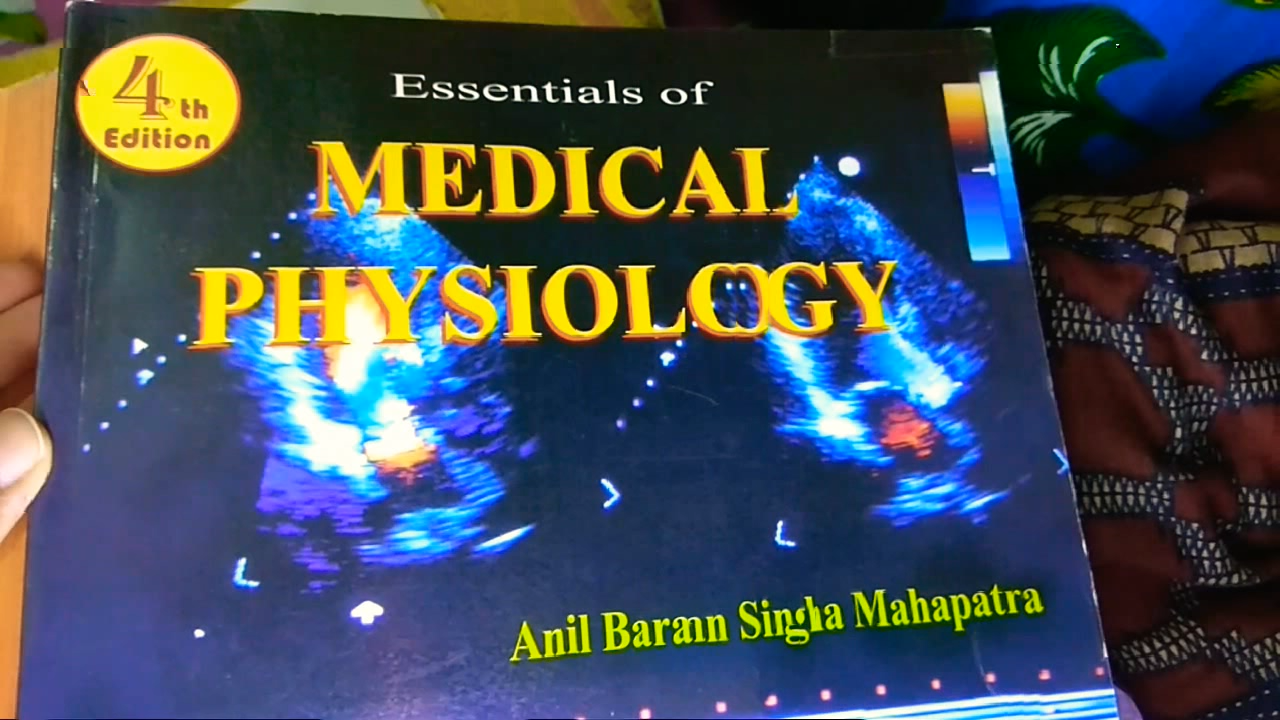 4th
Edition
Essentials of
MEDICAL
PHYSIOLOGY
Anil Baran Singha Mahapatra